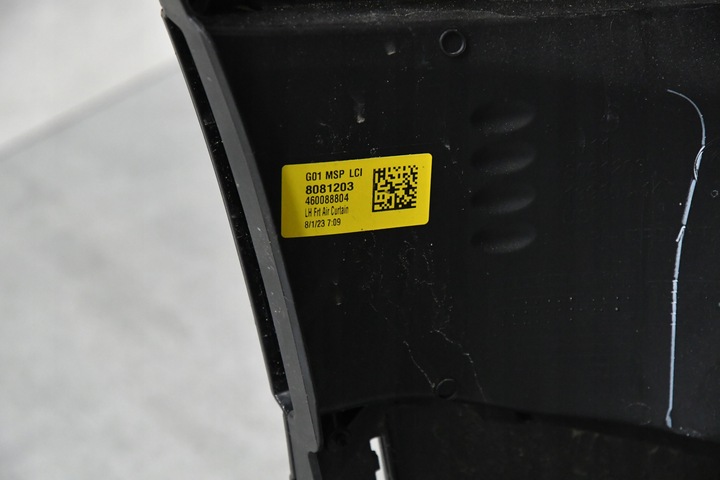 G01 MSP LCI
8081203
460088804
LH Frt Air Curtain
8/1/23 7:09